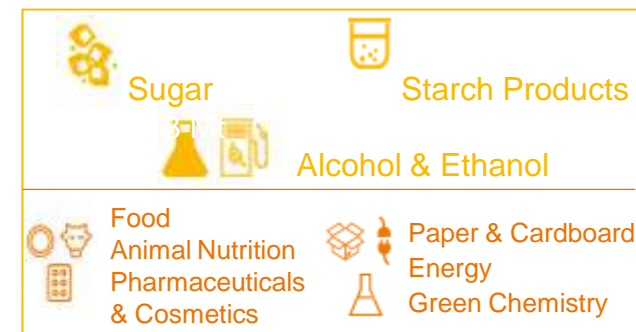 Sugar
Starch Products
Alcohol & Ethanol
Food
Animal Nutrition
Pharmaceuticals
& Cosmetics
Paper & Cardboard
Energy
Green Chemistry